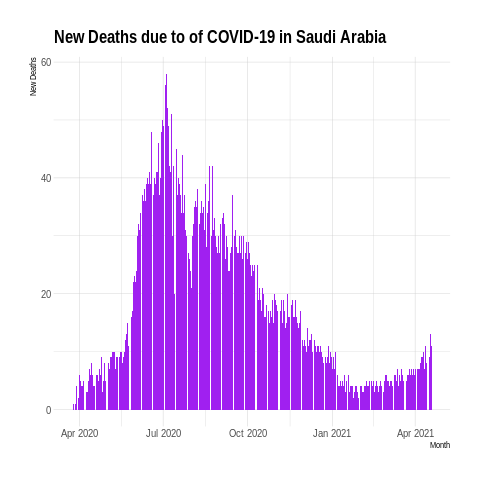 New Deaths due to of COVID-19 in Saudi Arabia
New Deaths
60
40
20
0
Apr 2020 Jul 2020 Oct 2020 Jan 2021 Apr 2021
Month